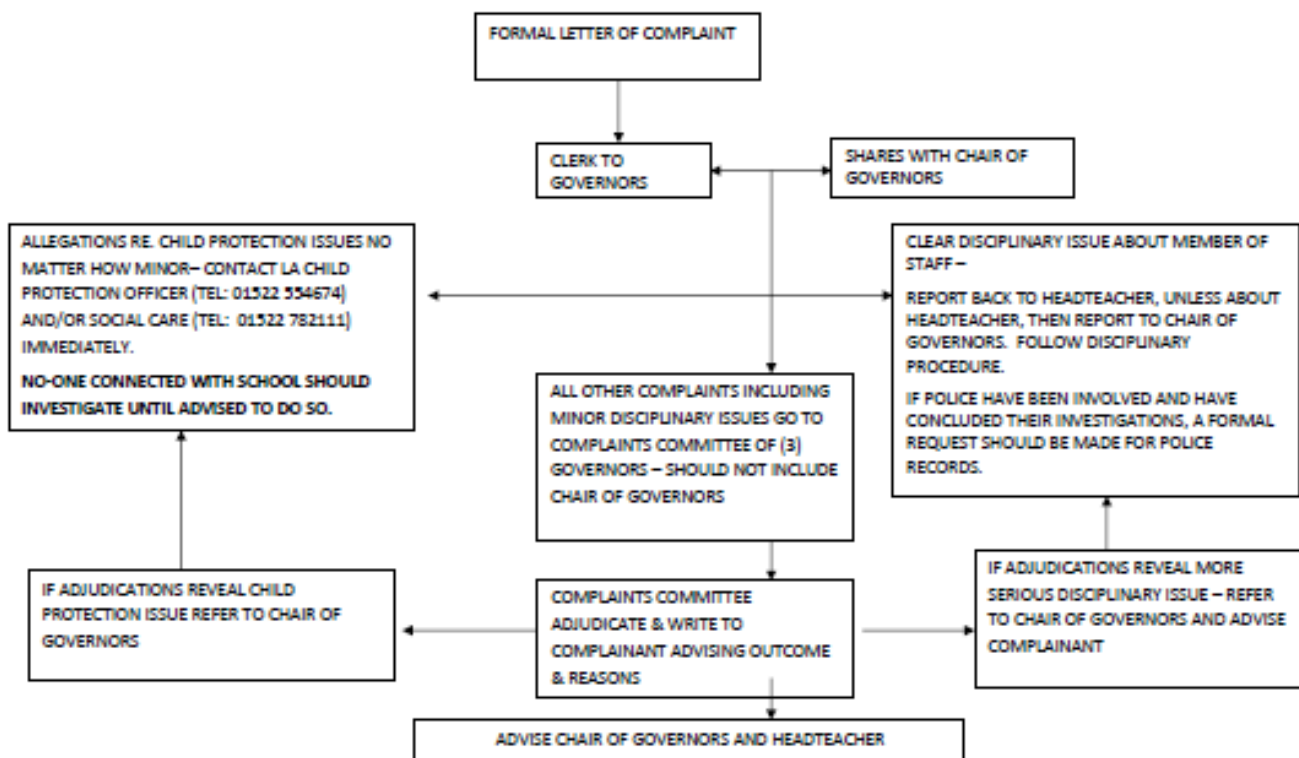 FORMAL LETTER OF COMPLAINT
CLERK TO
GOVERNORS
SHARES WITH CHAIR OF
GOVERNORS
ALLEGATIONS RE. CHILD PROTECTION ISSUES NO
MATTER HOW MINOR– CONTACT LA CHILD
PROTECTION OFFICER (TEL: 01522 554674)
AND/OR SOCIAL CARE (TEL: 01522 782111)
IMMEDIATELY.
NO-ONE CONNECTED WITH SCHOOL SHOULD
INVESTIGATE UNTIL ADVISED TO DO SO.
CLEAR DISCIPLINARY ISSUE ABOUT MEMBER OF
STAFF –
REPORT BACK TO HEADTEACHER, UNLESS ABOUT
HEADTEACHER, THEN REPORT TO CHAIR OF
GOVERNORS. FOLLOW DISCIPLINARY
PROCEDURE.
IF POLICE HAVE BEEN INVOLVED AND HAVE
CONCLUDED THEIR INVESTIGATIONS, A FORMAL
REQUEST SHOULD BE MADE FOR POLICE
RECORDS.
ALL OTHER COMPLAINTS INCLUDING
MINOR DISCIPLINARY ISSUES GO TO
COMPLAINTS COMMITTEE OF (3)
GOVERNORS – SHOULD NOT INCLUDE
CHAIR OF GOVERNORS
IF ADJUDICATIONS REVEAL CHILD
PROTECTION ISSUE REFER TO CHAIR OF
GOVERNORS
COMPLAINTS COMMITTEE
ADJUDICATE & WRITE TO
COMPLAINANT ADVISING OUTCOME
& REASONS
IF ADJUDICATIONS REVEAL MORE
SERIOUS DISCIPLINARY ISSUE – REFER
TO CHAIR OF GOVERNORS AND ADVISE
COMPLAINANT
ADVISE CHAIR OF GOVERNORS AND HEADTEACHER